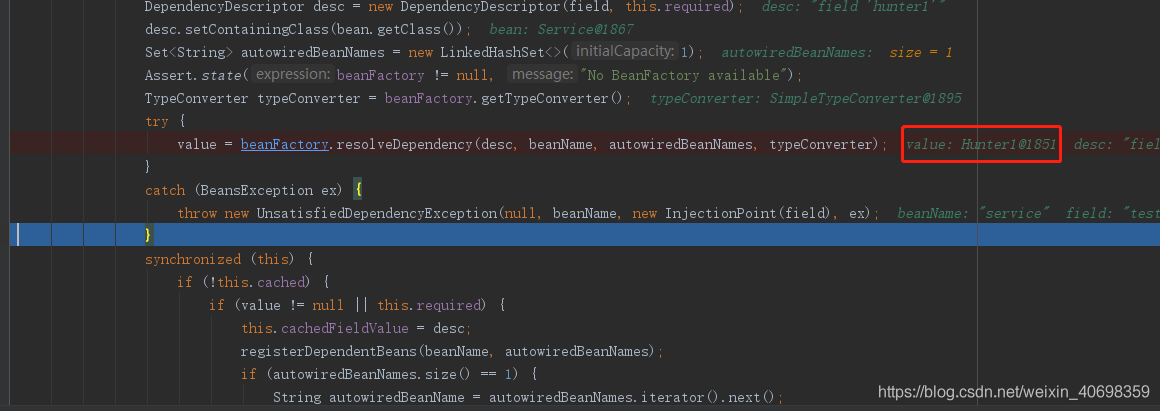 DependencyDescriptor desc = new DependencyDescriptor(field, this.required); desc: "field 'hunter1'"
desc.setContainingClass(bean.getClass()); bean: Service@1867
Set<String> autowiredBeanNames = new LinkedHashSet<>( initialCapacity: 1); autowiredBeanNames: size = 1
Assert.state( expression: beanFactory != null, message: "No BeanFactory available");
TypeConverter typeConverter = beanFactory.getTypeConverter(); typeConverter: SimpleTypeConverter@1895
try {
value = beanFactory.resolveDependency(desc, beanName, autowiredBeanNames, typeConverter); value: Hunter1@1851 desc: "fiel
}
catch (BeansException ex) {
throw new UnsatisfiedDependencyException(null, beanName, new InjectionPoint(field), ex); beanName: "service" field: "test
}
synchronized (this) {
if (!this.cached) {
if (value != null || this.required) {
this.cachedFieldValue = desc;
registerDependentBeans(beanName, autowiredBeanNames);
if (autowiredBeanNames.size() == 1) {
String autowiredBeanName = autowiredBeanNames.iterator().next();
https://blog.csdn.net/weixin_40698359